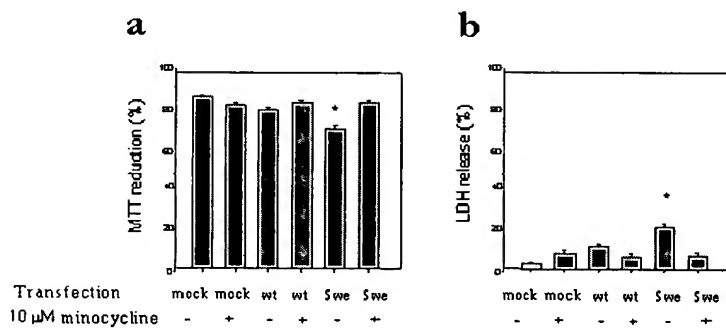 a
b
MTT reduction (%)
100
80
60
40
20
0
*
LDH release (%)
100
80
60
40
20
0
*
Transfection mock mock wt wt Swe Swe mock mock wt wt Swe Swe
10 µM minocycline - + - + - + - + - + - +